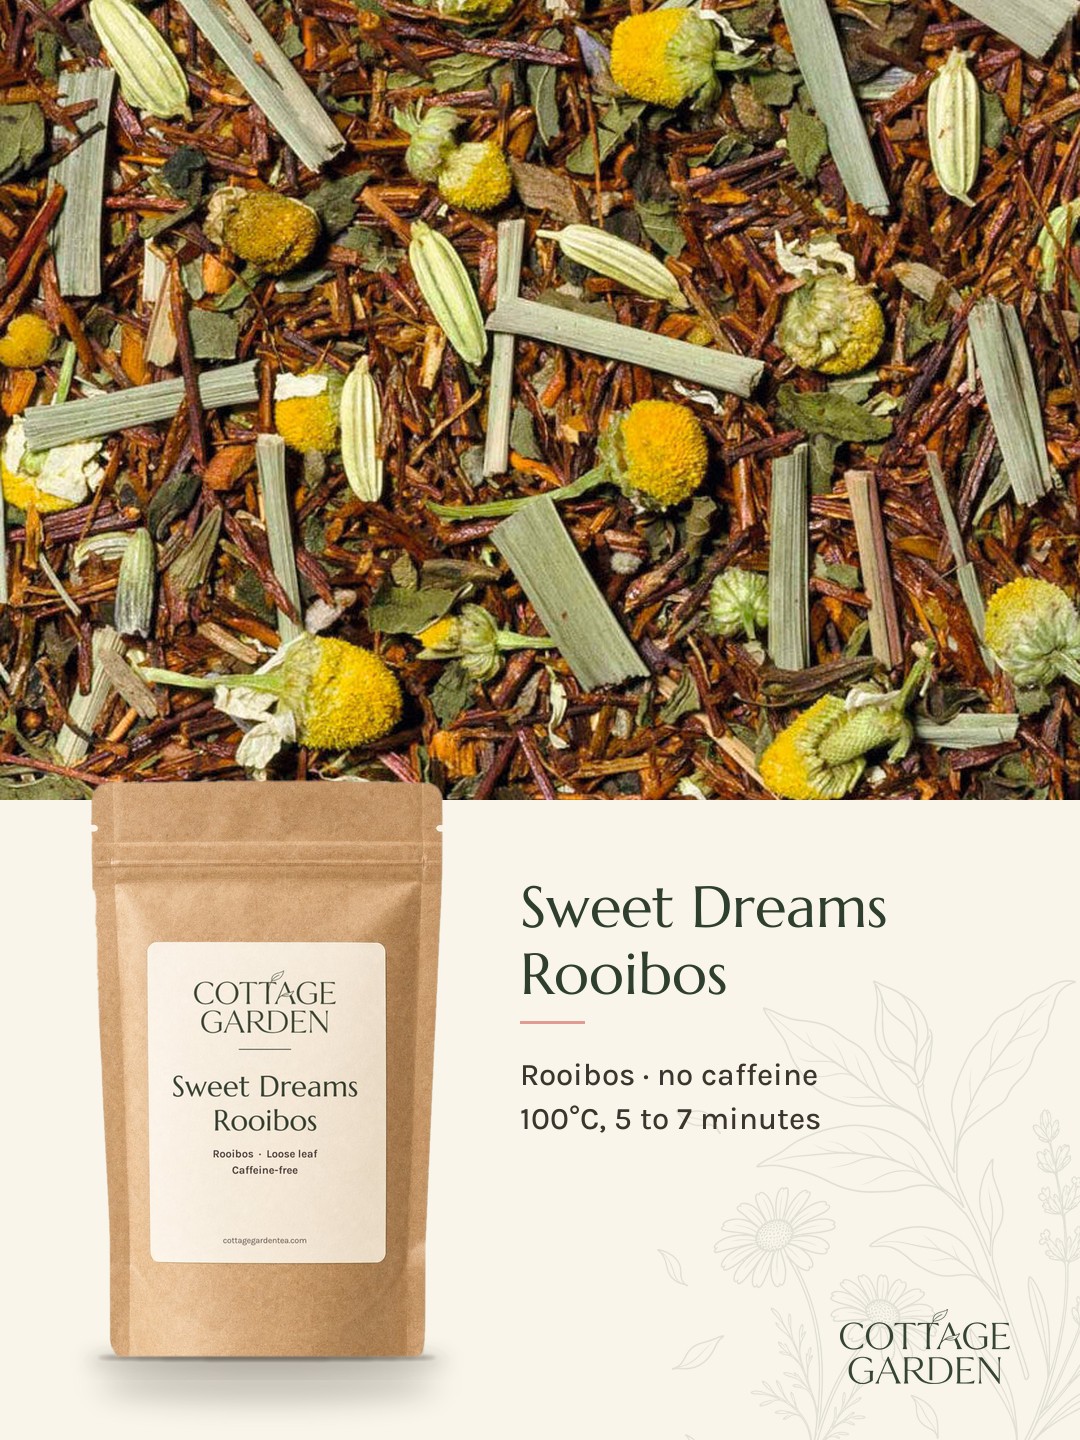 COTTAGE
GARDEN
Sweet Dreams
Rooibos
Rooibos · Loose leaf
Caffeine-free
cottagegardentea.com
Sweet Dreams
Rooibos
Rooibos · no caffeine
100°C, 5 to 7 minutes
COTTAGE
GARDEN